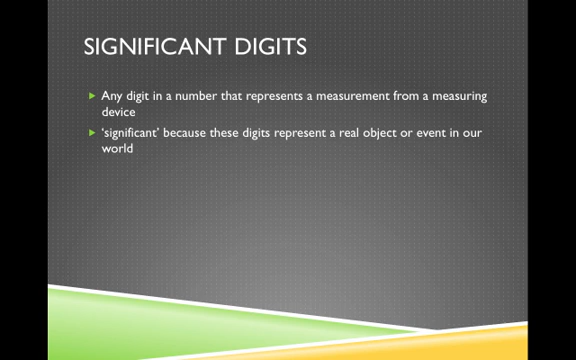 SIGNIFICANT DIGITS
Any digit in a number that represents a measurement from a measuring
device
‘significant’ because these digits represent a real object or event in our
world